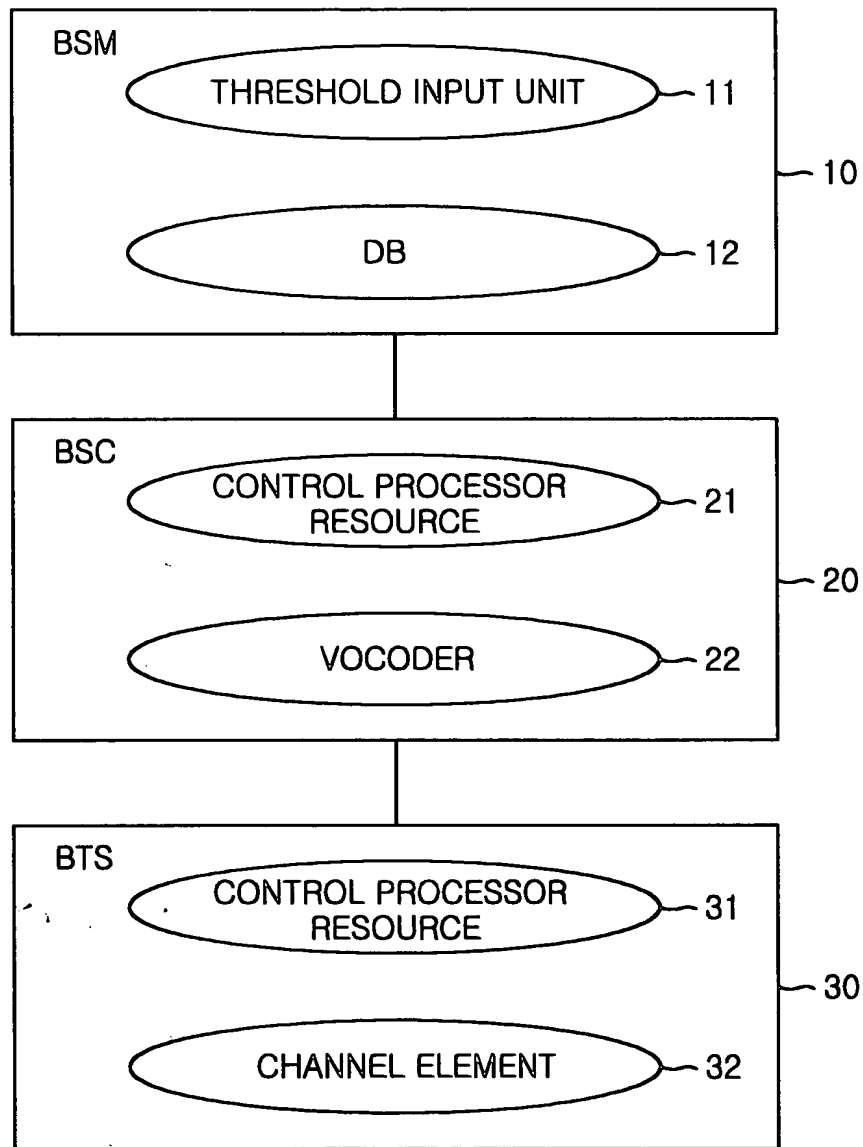 BSM
THRESHOLD INPUT UNIT
11
10
DB
12
BSC
CONTROL PROCESSOR
RESOURCE
21
20
VOCODER
22
BTS
CONTROL PROCESSOR
RESOURCE
31
30
CHANNEL ELEMENT
32